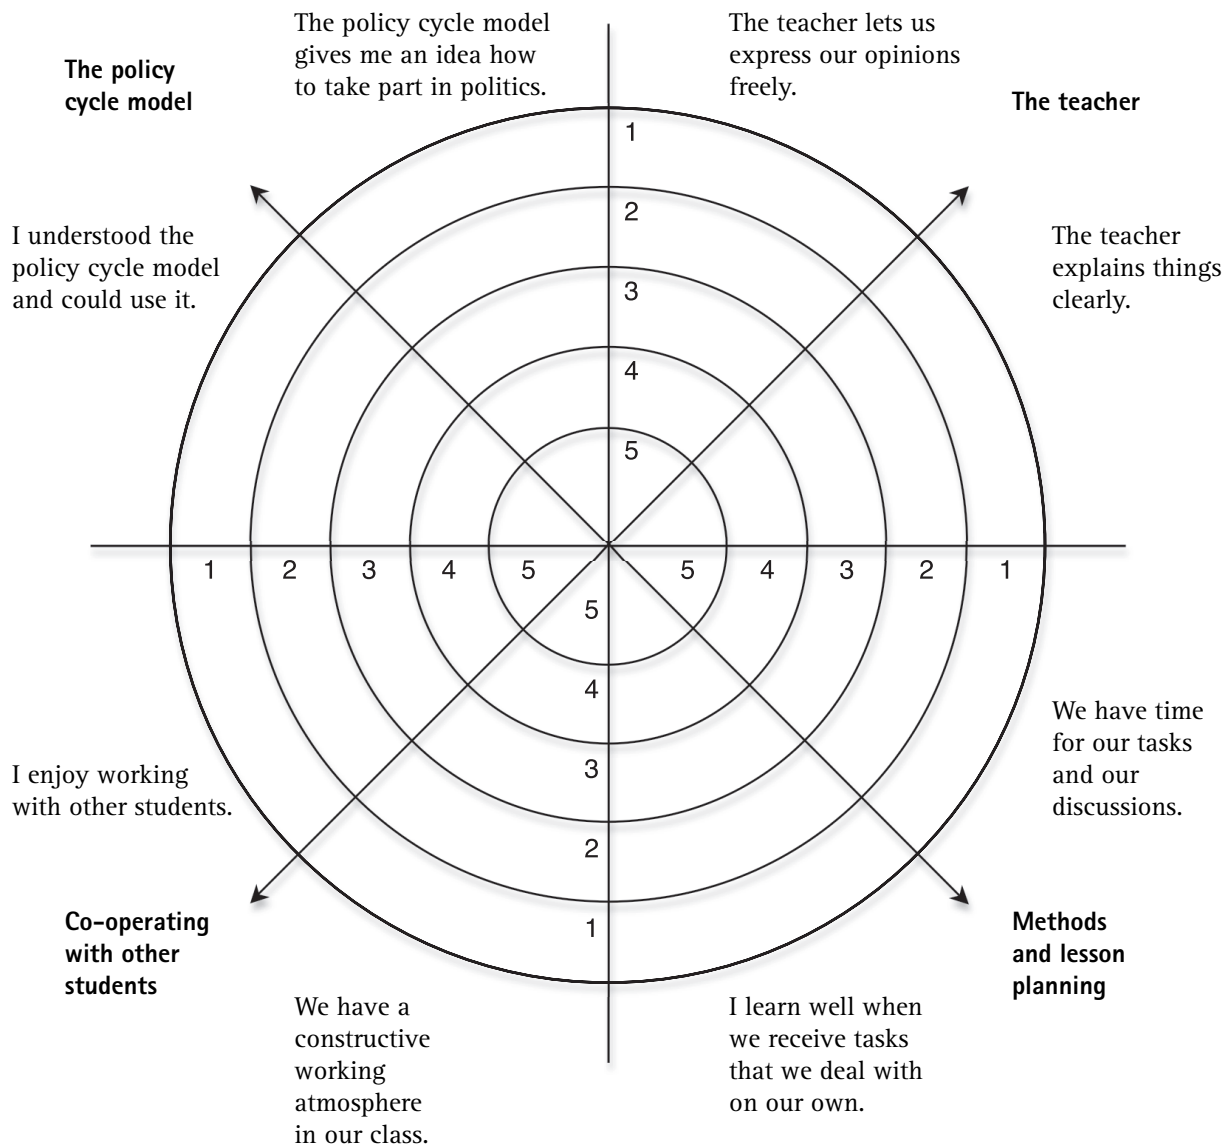 The policy
cycle model
The policy cycle model
gives me an idea how
to take part in politics.
The teacher lets us
express our opinions
freely.
The teacher
I understood the
policy cycle model
and could use it.
The teacher
explains things
clearly.
1
2
3
4
5
1 2 3 4 5 5 4 3 2 1
5
4
3
2
1
I enjoy working
with other students.
We have time
for our tasks
and our
discussions.
Co-operating
with other
students
We have a
constructive
working
atmosphere
in our class.
I learn well when
we receive tasks
that we deal with
on our own.
Methods
and lesson
planning